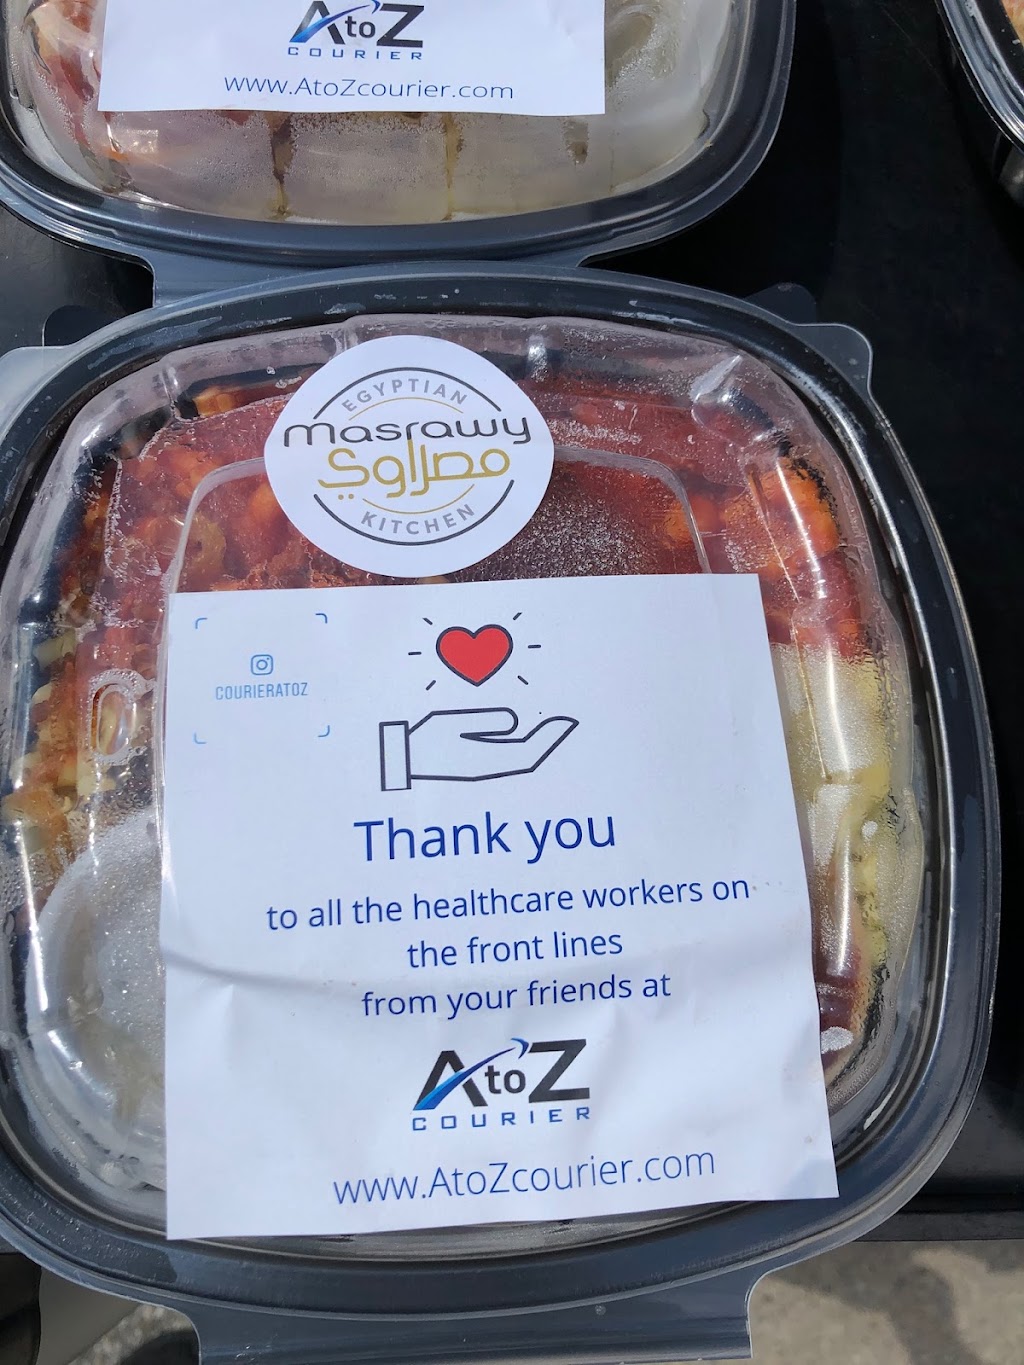 AtoZ
COURIER
www.AtoZcourier.com
EGYPTIAN
masrawy
مصراوي
KITCHEN
COURIERATOZ
Thank you
to all the healthcare workers on
the front lines
from your friends at
AtoZ
COURIER
www.AtoZcourier.com